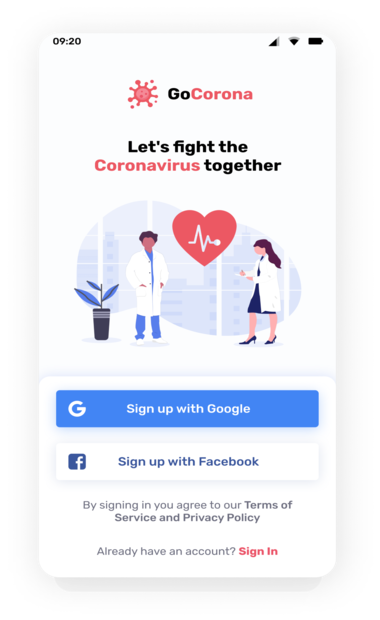 09:20
GoCorona
Let's fight the
Coronavirus together
Sign up with Google
Sign up with Facebook
By signing in you agree to our Terms of
Service and Privacy Policy
Already have an account? Sign In